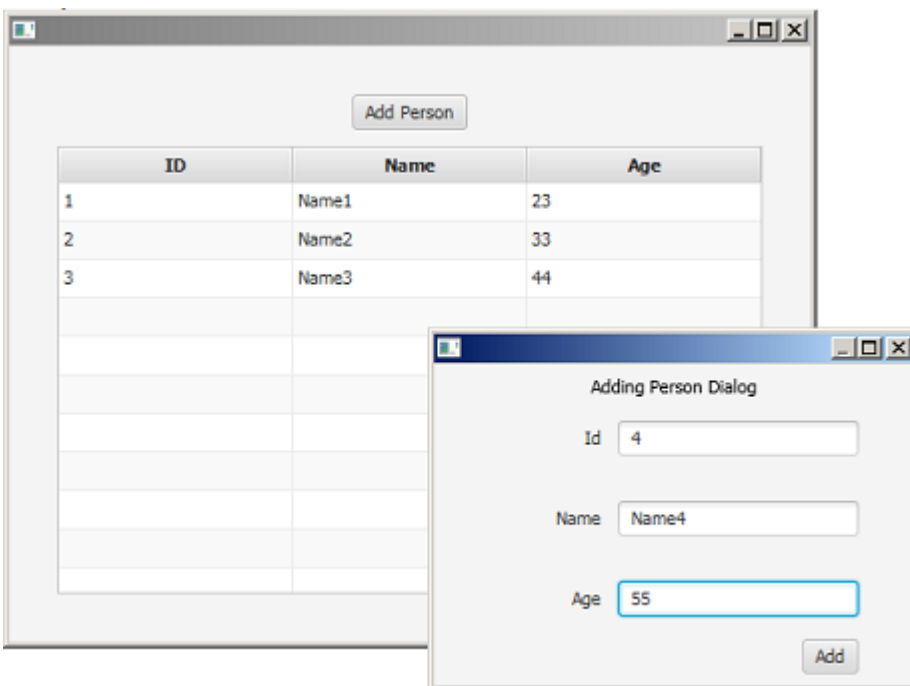 Add Person
ID Name Age
1 Name1 23
2 Name2 33
3 Name3 44
Adding Person Dialog
Id 4
Name Name4
Age 55
Add